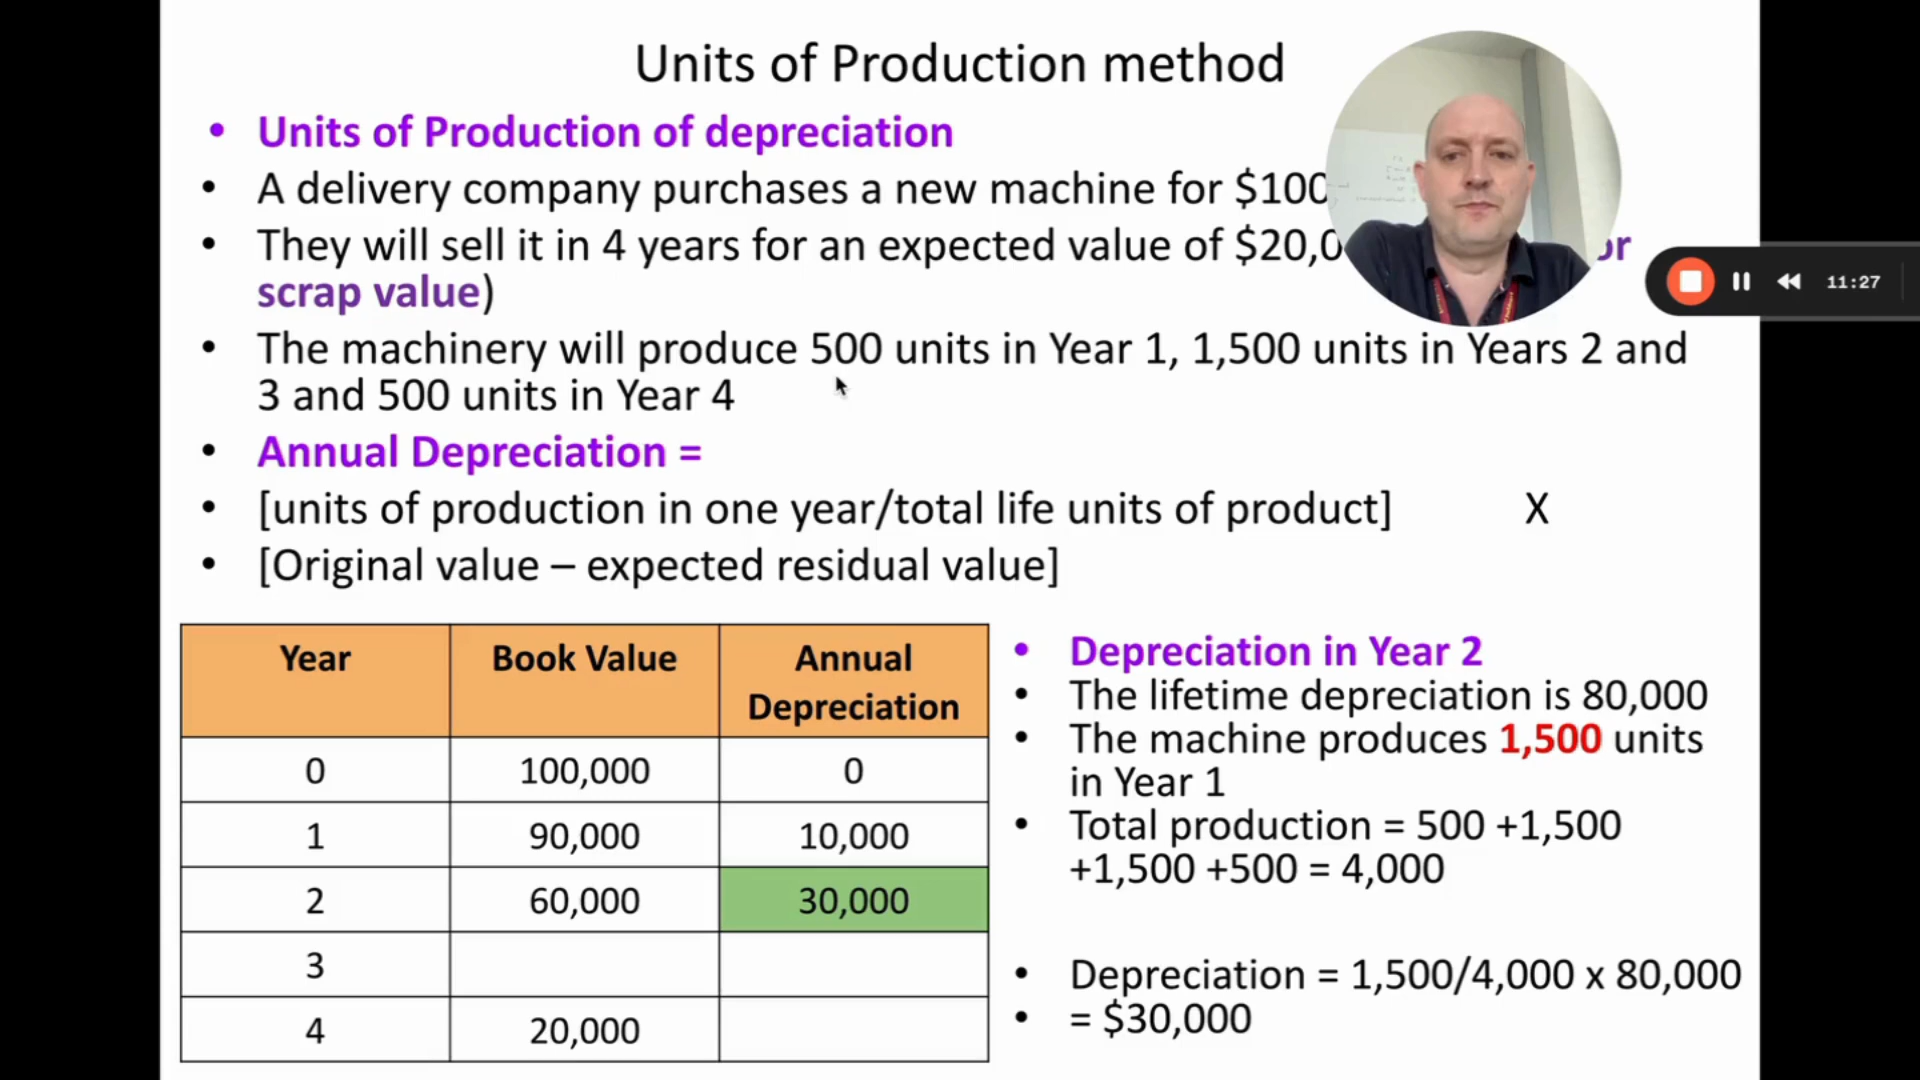 Units of Production method
• Units of Production of depreciation
• A delivery company purchases a new machine for $100
• They will sell it in 4 years for an expected value of $20,0 or
scrap value)
• The machinery will produce 500 units in Year 1, 1,500 units in Years 2 and
3 and 500 units in Year 4
• Annual Depreciation =
• [units of production in one year/total life units of product] X
• [Original value – expected residual value]
Year Book Value Annual
Depreciation
0 100,000 0
1 90,000 10,000
2 60,000 30,000
3
4 20,000
• Depreciation in Year 2
• The lifetime depreciation is 80,000
• The machine produces 1,500 units
in Year 1
• Total production = 500 +1,500
+1,500 +500 = 4,000
• Depreciation = 1,500/4,000 x 80,000
• = $30,000
11:27